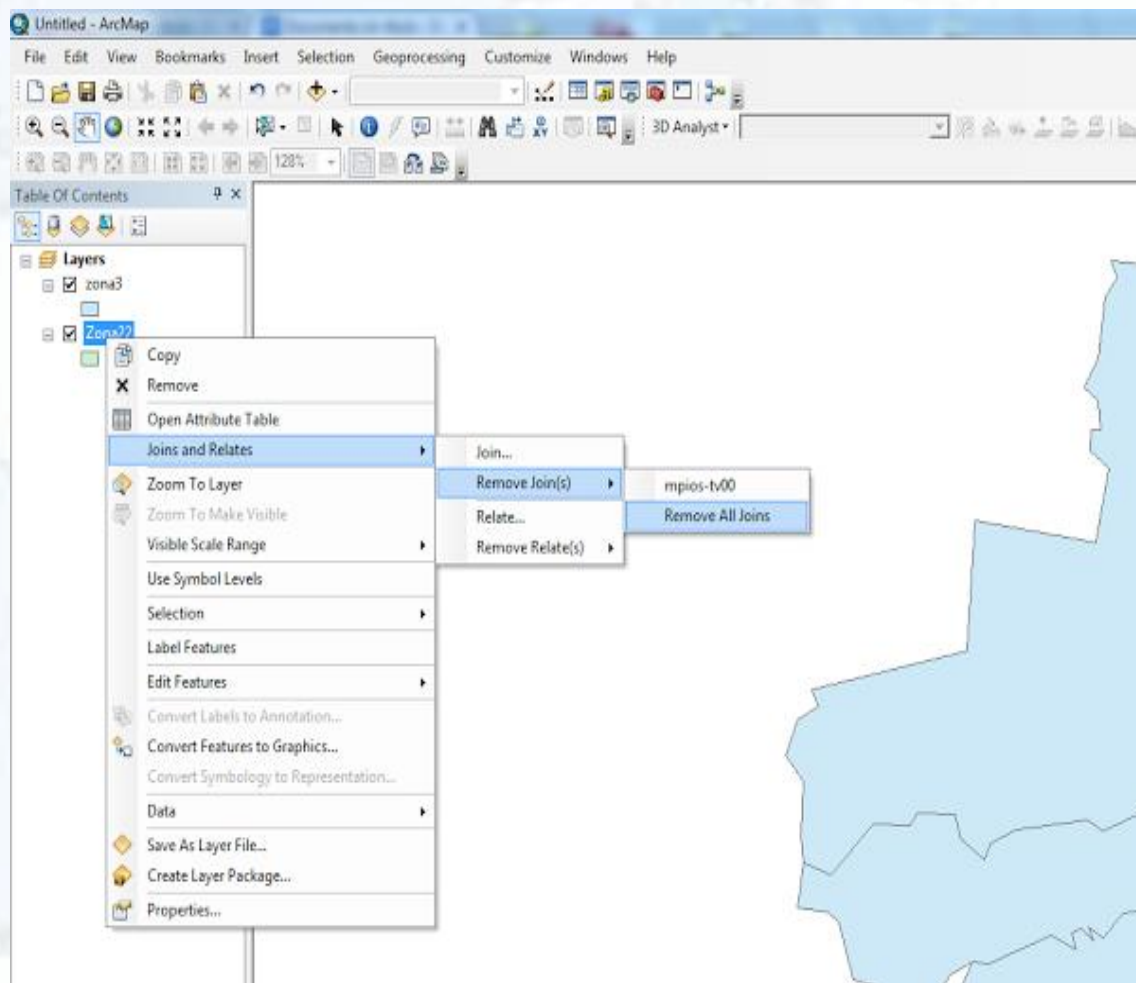 Untitled - ArcMap
File Edit View Bookmarks Insert Selection Geoprocessing Customize Windows Help
3D Analyst
128%
Table Of Contents
Layers
zona3
Zona22
Copy
Remove
Open Attribute Table
Joins and Relates
Zoom To Layer
Zoom To Make Visible
Visible Scale Range
Use Symbol Levels
Selection
Label Features
Edit Features
Convert Labels to Annotation...
Convert Features to Graphics...
Convert Symbology to Representation...
Data
Save As Layer File...
Create Layer Package...
Properties...
Join...
Remove Join(s)
Relate...
Remove Relate(s)
mpios-tv00
Remove All Joins